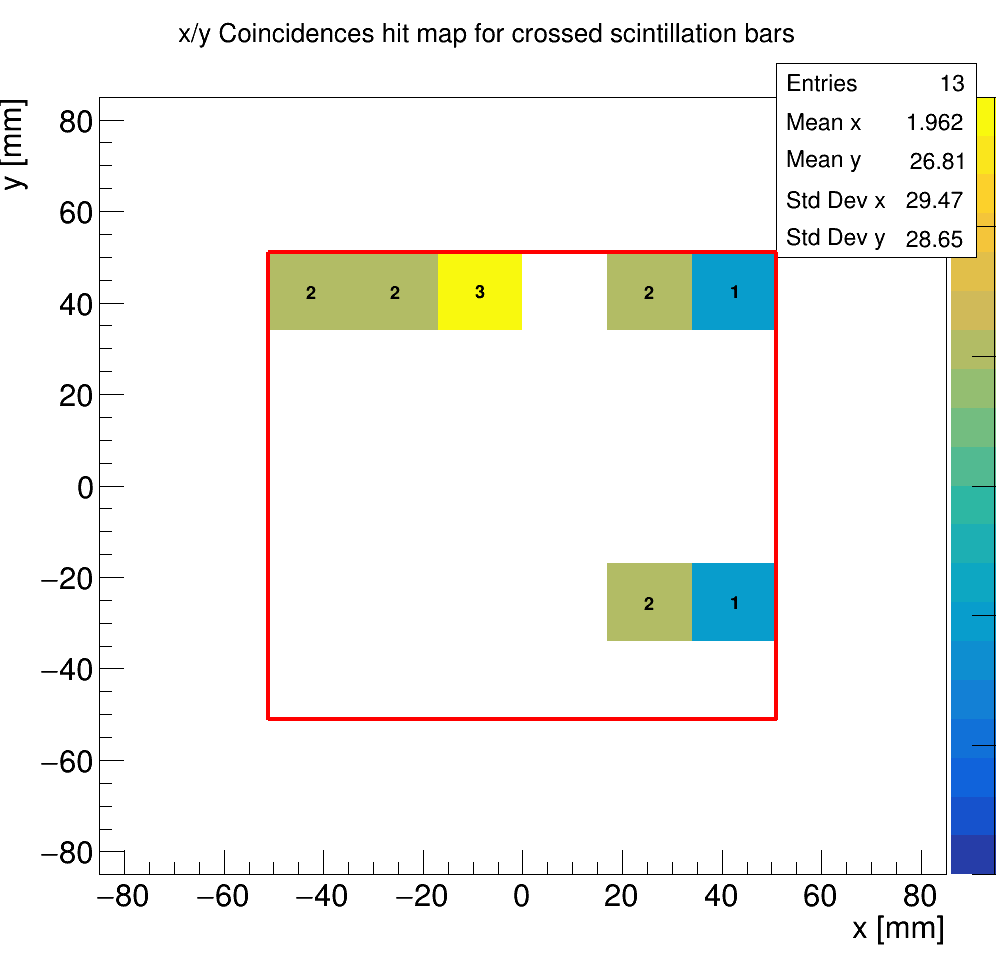 x/y Coincidences hit map for crossed scintillation bars
Entries 13
Mean x 1.962
Mean y 26.81
Std Dev x 29.47
Std Dev y 28.65
y [mm]
80
60
40
20
0
−20
−40
−60
−80
2 2 3 2 1
2 1
−80 −60 −40 −20 0 20 40 60 80
x [mm]